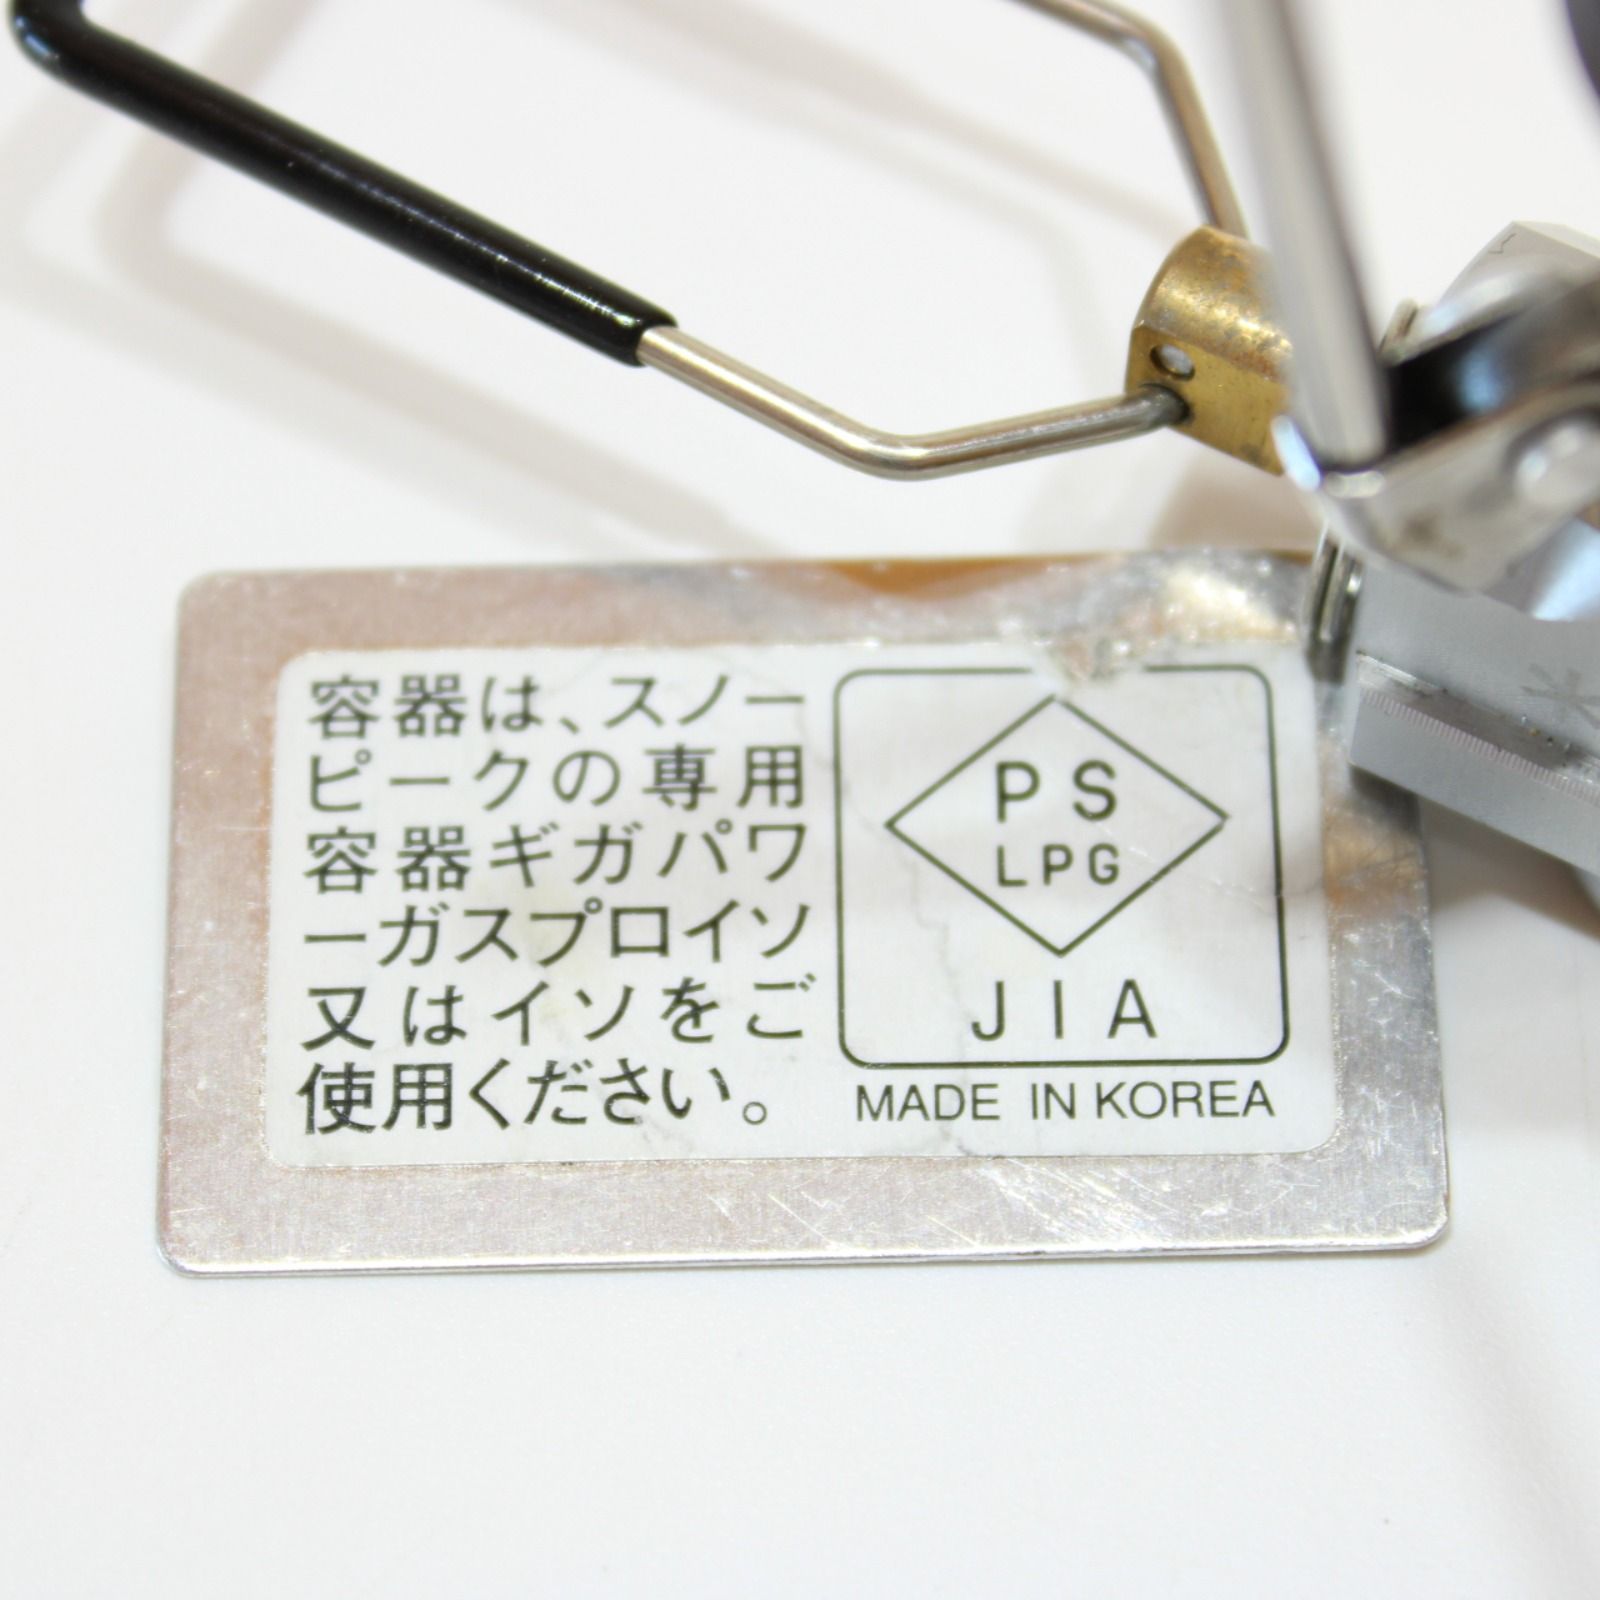 容器は、スノー
ピークの専用
容器ギガパワ
ーガスプロイソ
又はイソをご
使用ください。
PS
LPG
JIA
MADE IN KOREA